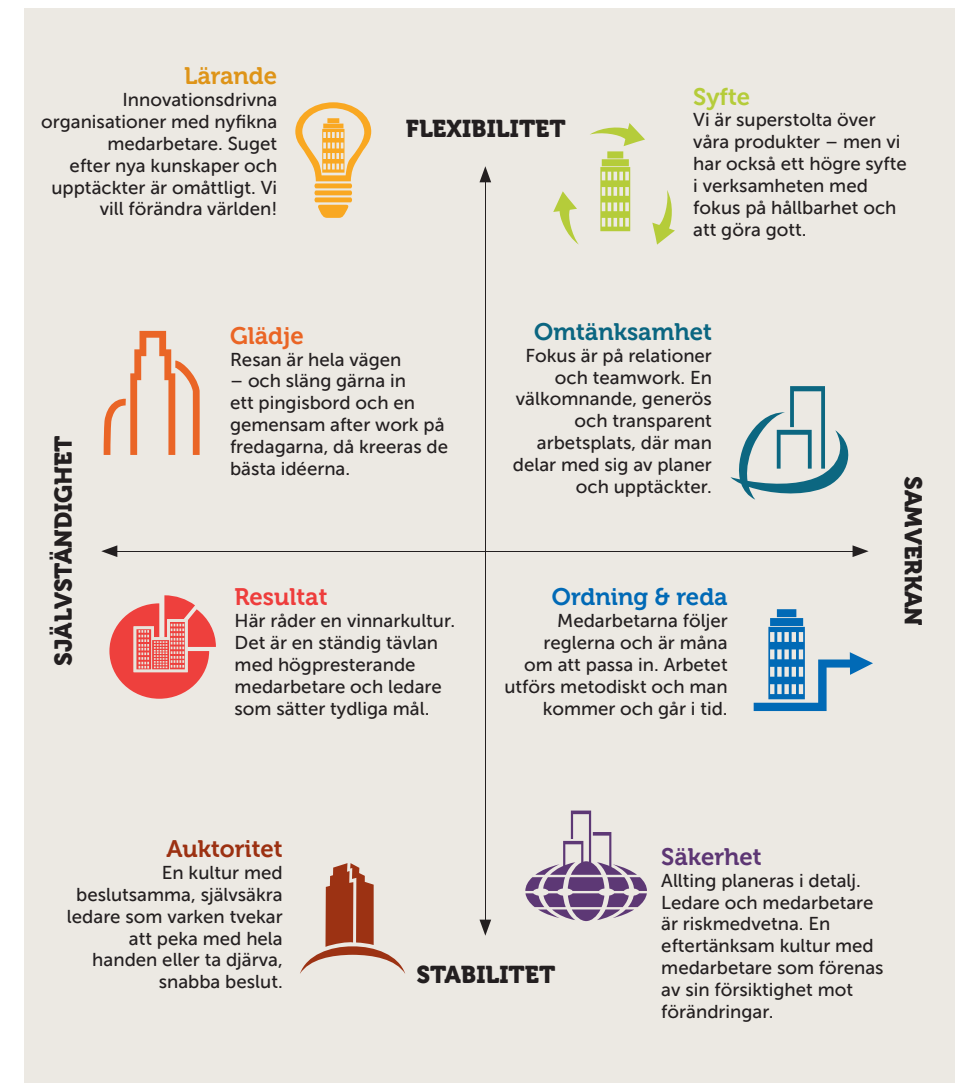 Lärande
Innovationsdrivna
organisationer med nyfikna
medarbetare. Suget
efter nya kunskaper och
upptäckter är omåttligt. Vi
vill förändra världen!
FLEXIBILITET
Syfte
Vi är superstolta över
våra produkter – men vi
har också ett högre syfte
i verksamheten med
fokus på hållbarhet och
att göra gott.
Glädje
Resan är hela vägen
– och släng gärna in
ett pingisbord och en
gemensam after work på
fredagarna, då kreeras de
bästa idéerna.
Omtänksamhet
Fokus är på relationer
och teamwork. En
välkomnande, generös
och transparent
arbetsplats, där man
delar med sig av planer
och upptäckter.
SJÄLVSTÄNDIGHET
SAMVERKAN
Resultat
Här råder en vinnarkultur.
Det är en ständig tävlan
med högpresterande
medarbetare och ledare
som sätter tydliga mål.
Ordning & reda
Medarbetarna följer
reglerna och är måna
om att passa in. Arbetet
utförs metodiskt och man
kommer och går i tid.
Auktoritet
En kultur med
beslutsamma, självsäkra
ledare som varken tvekar
att peka med hela
handen eller ta djärva,
snabba beslut.
STABILITET
Säkerhet
Allting planeras i detalj.
Ledare och medarbetare
är riskmedvetna. En
eftertänksam kultur med
medarbetare som förenas
av sin försiktighet mot
förändringar.